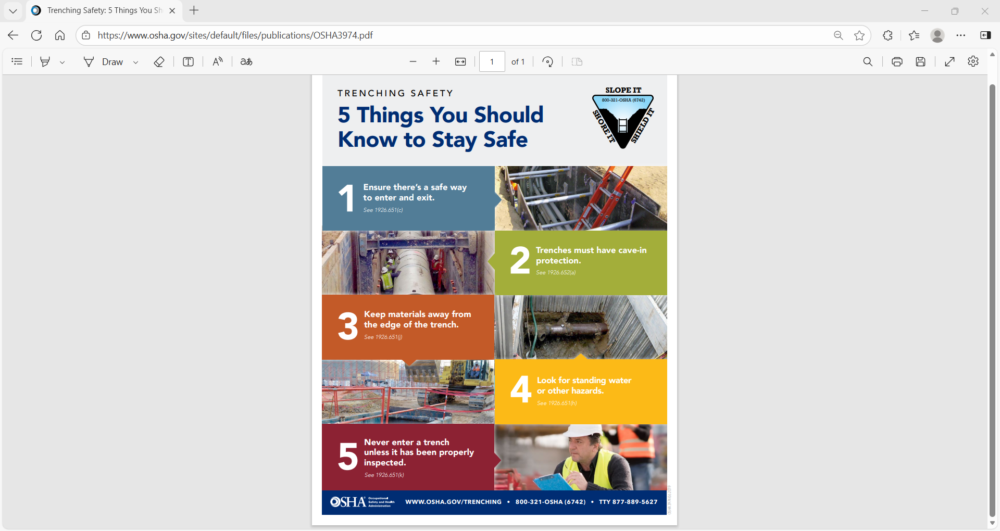 Trenching Safety: 5 Things You Sh
https://www.osha.gov/sites/default/files/publications/OSHA3974.pdf
Draw
1 of 1
TRENCHING SAFETY
5 Things You Should
Know to Stay Safe
SLOPE IT
800-321-OSHA (6742)
SHORE IT
SHIELD IT
1
Ensure there's a safe way
to enter and exit.
See 1926.651(c)
2
Trenches must have cave-in
protection.
See 1926.652(a)
3
Keep materials away from
the edge of the trench.
See 1926.651(j)
4
Look for standing water
or other hazards.
See 1926.651(h)
5
Never enter a trench
unless it has been properly
inspected.
See 1926.651(k)
OSHA
Occupational
Safety and Health
Administration
WWW.OSHA.GOV/TRENCHING • 800-321-OSHA (6742) • TTY 877-889-5627